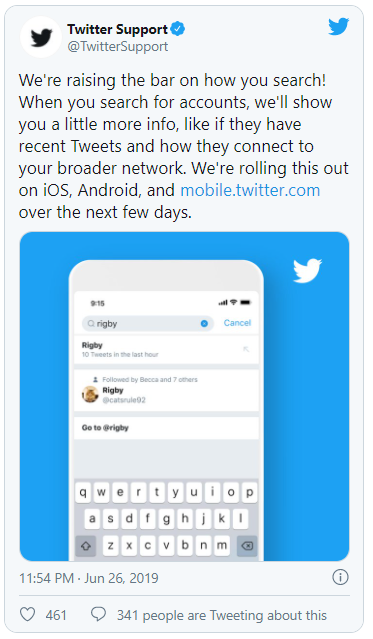 Twitter Support
@TwitterSupport
We're raising the bar on how you search!
When you search for accounts, we'll show
you a little more info, like if they have
recent Tweets and how they connect to
your broader network. We're rolling this out
on iOS, Android, and mobile.twitter.com
over the next few days.
9:15
rigby Cancel
Rigby
10 Tweets in the last hour
Followed by Becca and 7 others
Rigby
@catsrule92
Go to @rigby
q w e r t y u i o p
a s d f g h j k l
z x c v b n m
11:54 PM · Jun 26, 2019
461 341 people are Tweeting about this